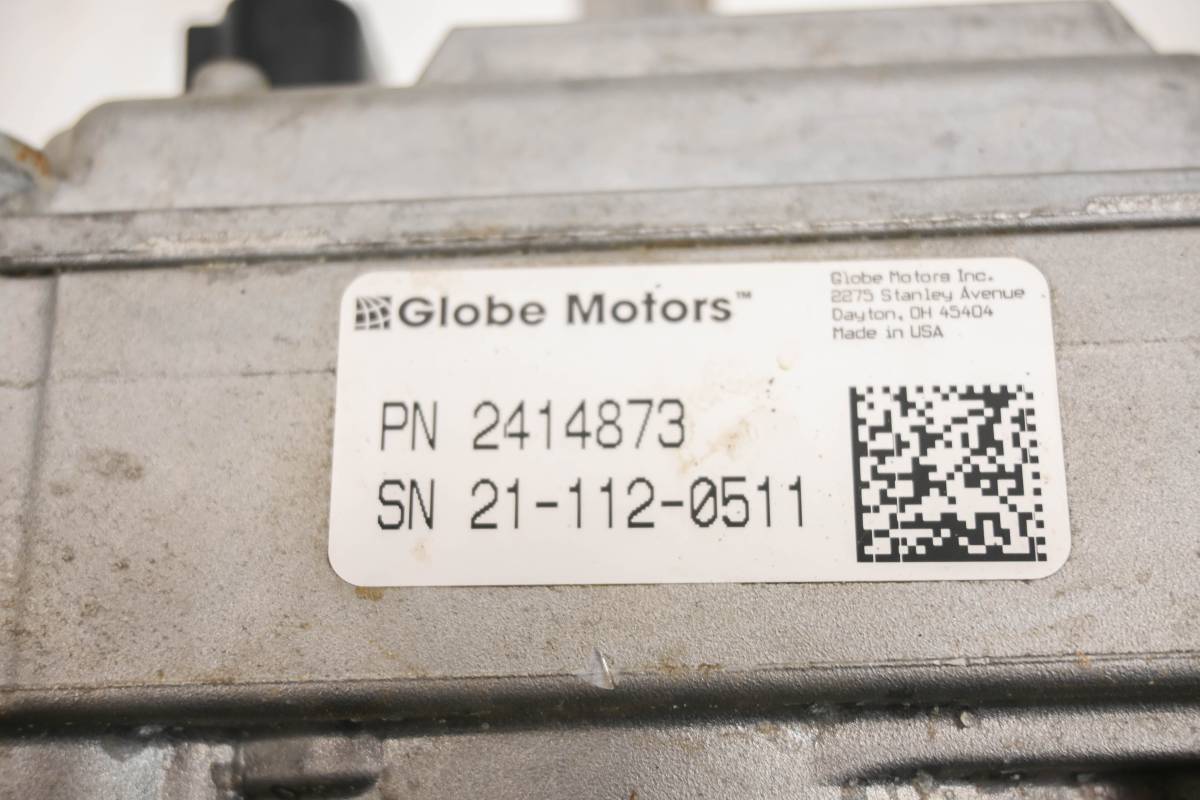 Globe Motors™
Globe Motors Inc.
2275 Stanley Avenue
Dayton, OH 45404
Made in USA
PN 2414873
SN 21-112-0511